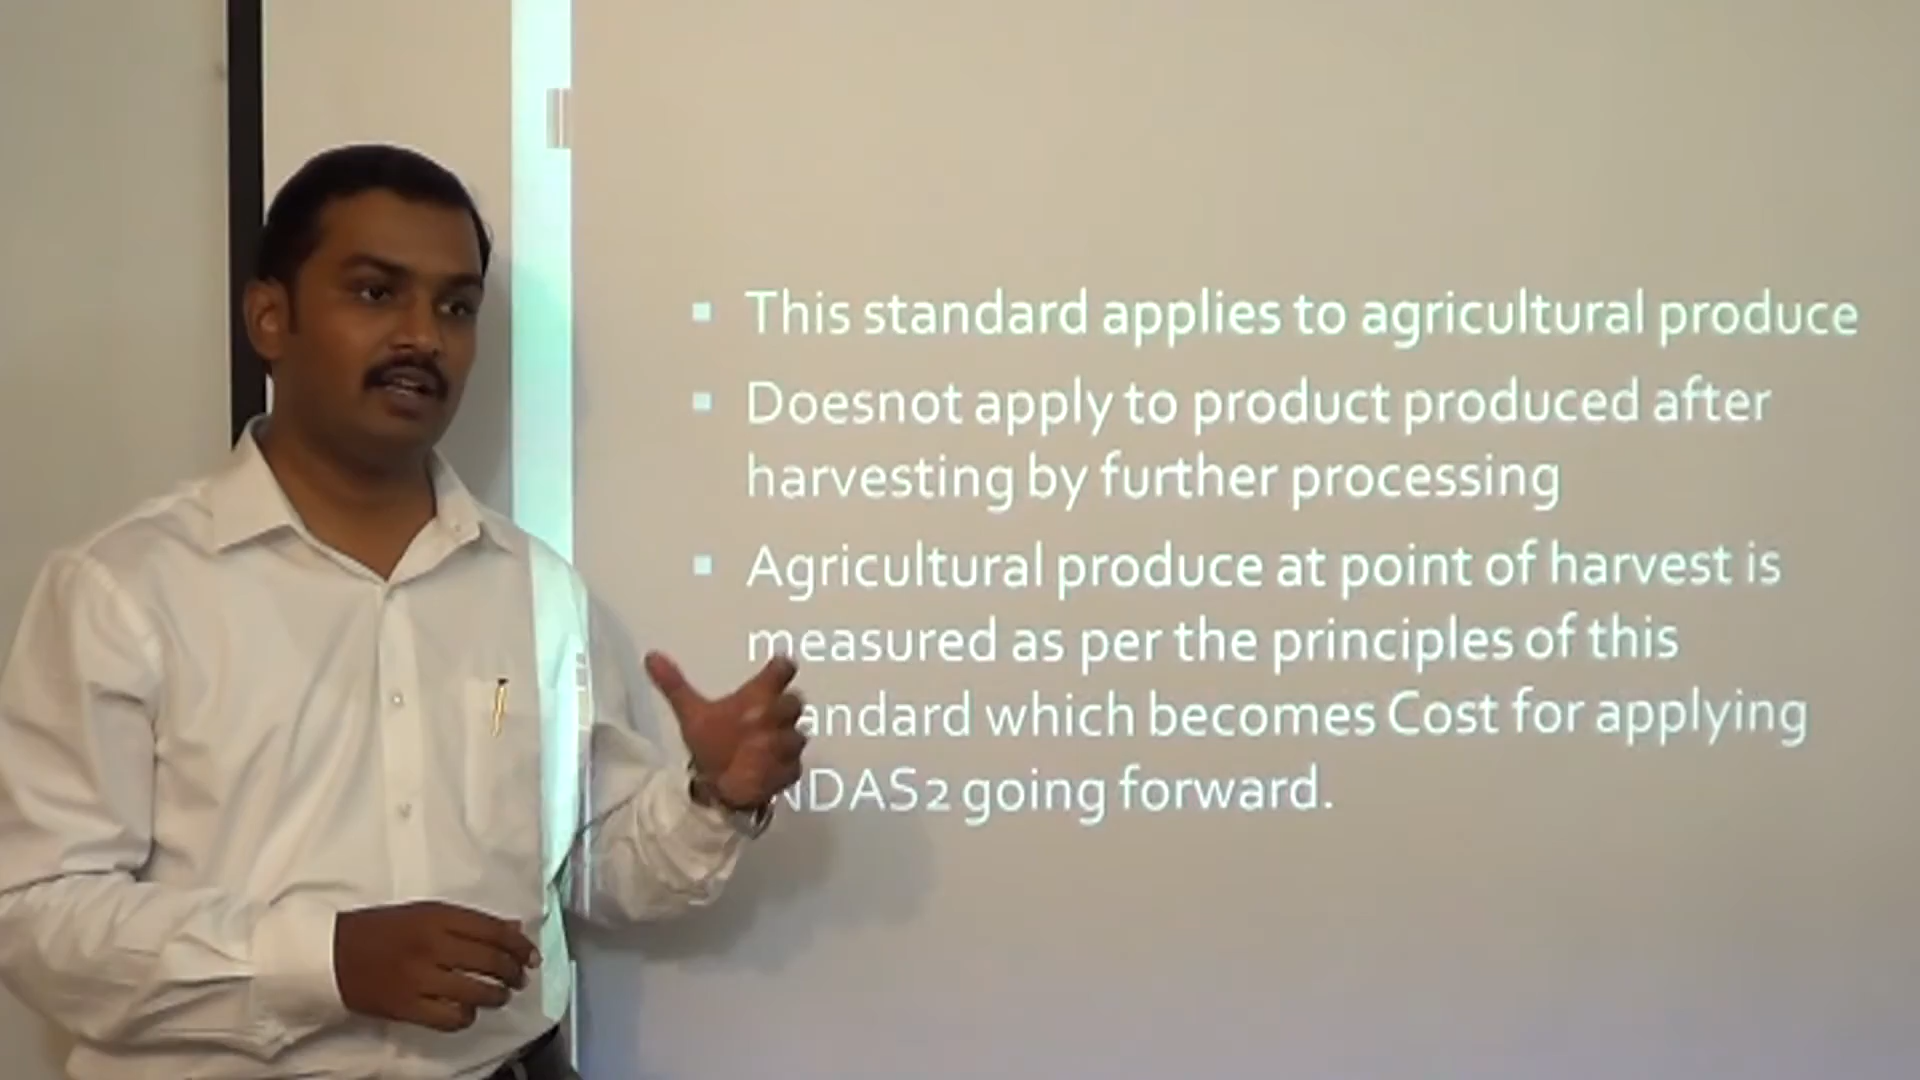 This standard applies to agricultural produce
Doesnot apply to product produced after
harvesting by further processing
Agricultural produce at point of harvest is
measured as per the principles of this
andard which becomes Cost for applying
NDAS2 going forward.